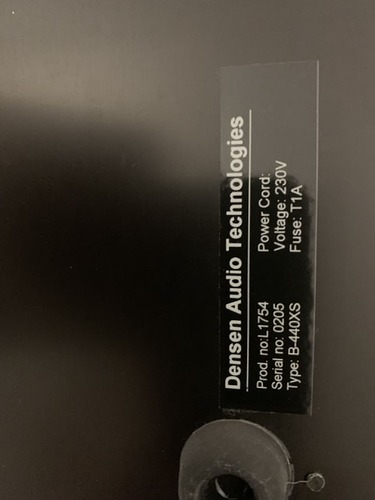 Densen Audio Technologies
Prod. no:L1754 Power Cord:
Serial no: 0205 Voltage: 230V
Type: B-440XS Fuse: T1A